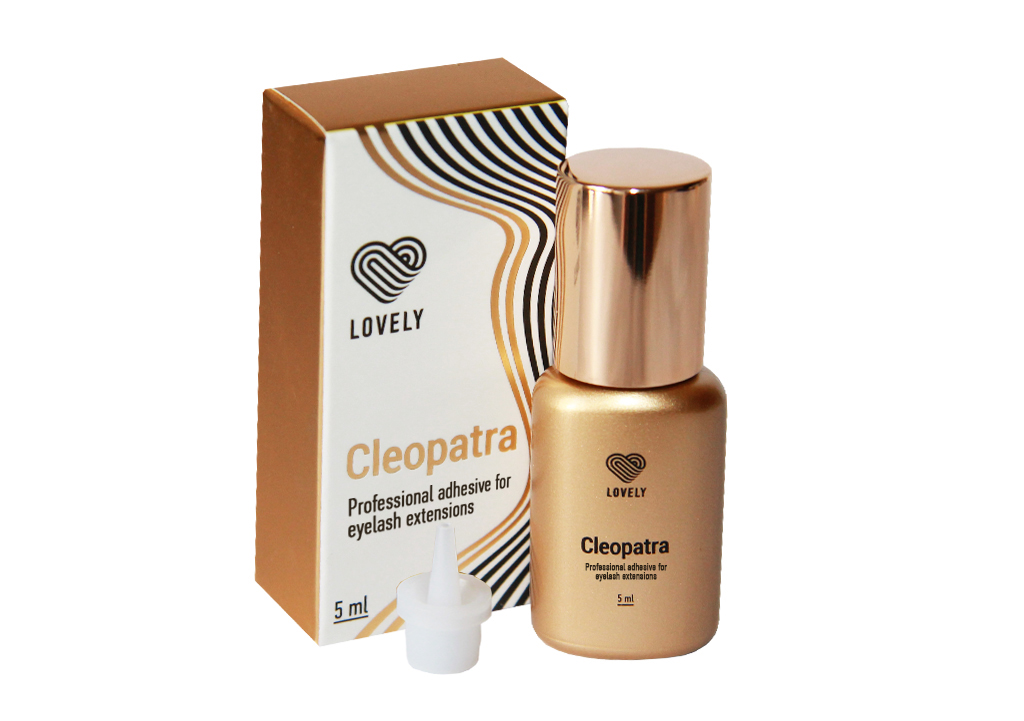 LOVELY
Cleopatra
Professional adhesive for
eyelash extensions
5 ml
LOVELY
Cleopatra
Professional adhesive for
eyelash extensions
5 ml